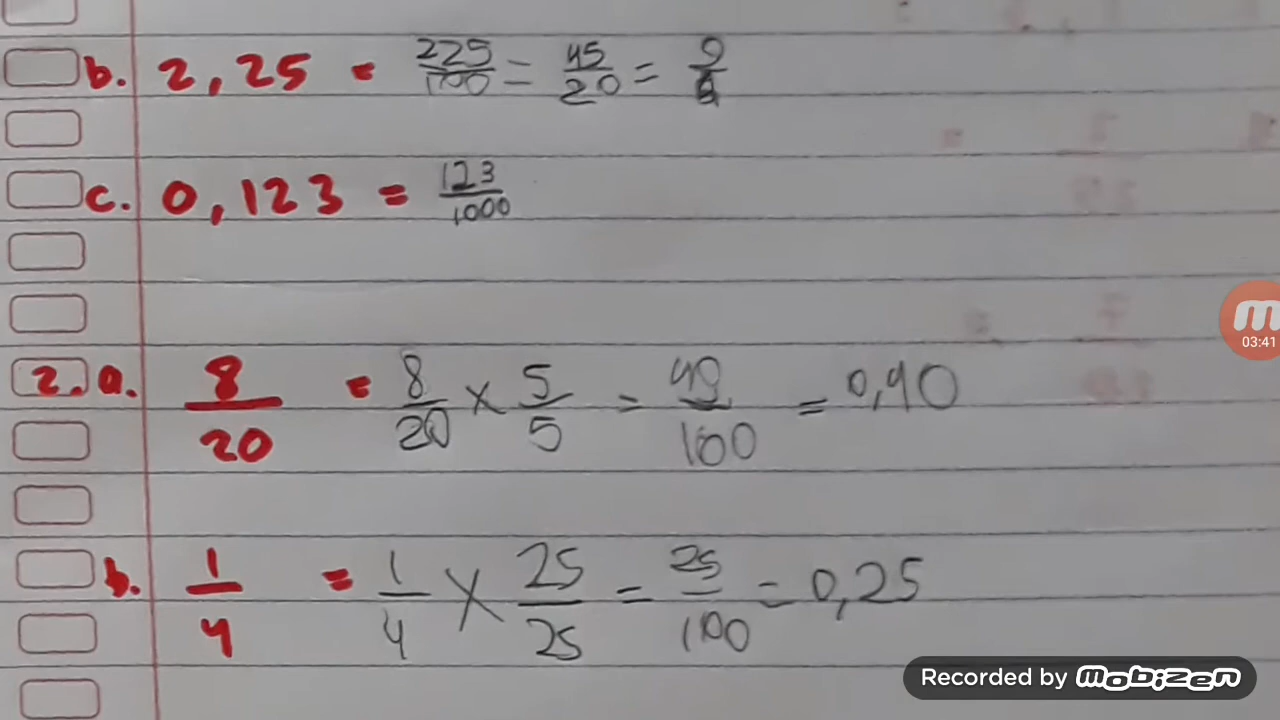 b. 2,25 = 225/100 = 45/20 = 9/4
c. 0,123 = 123/1000
2. a. 8/20 = 8/20 × 5/5 = 40/100 = 0,40
b. 1/4 = 1/4 × 25/25 = 25/100 = 0,25
03:41
Recorded by mobizen